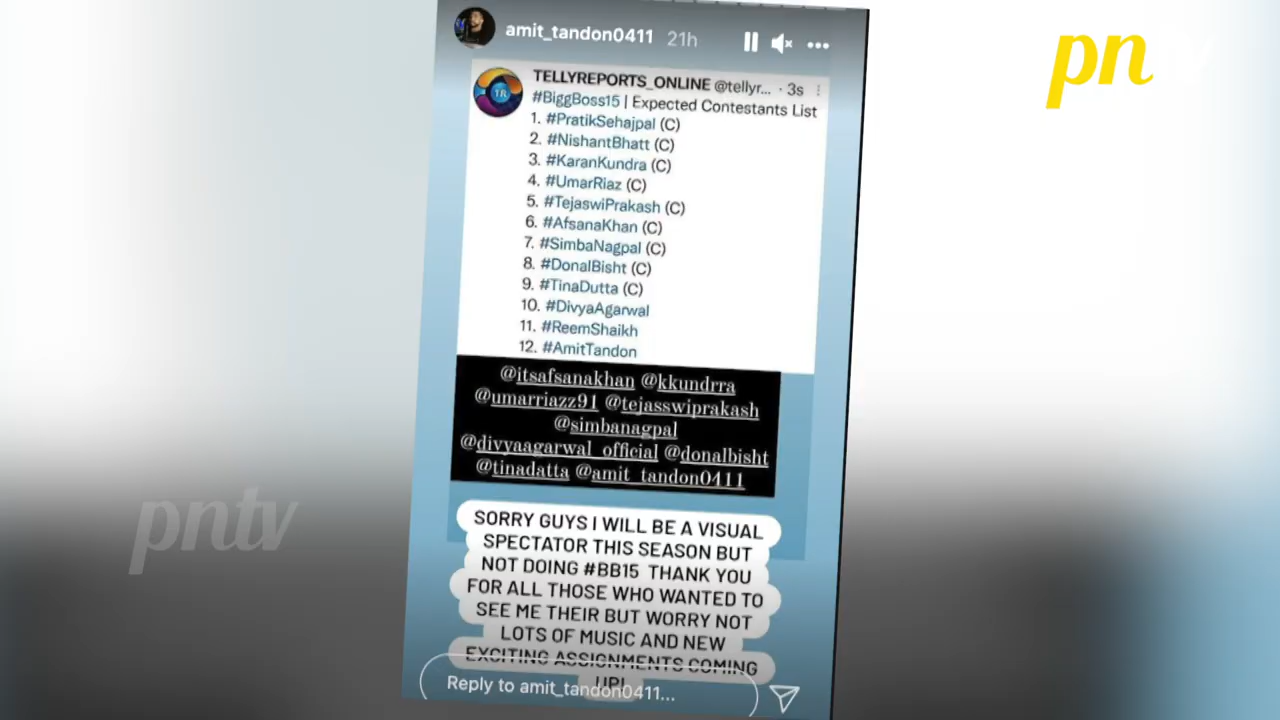 amit_tandon0411 21h
pntv
TELLYREPORTS_ONLINE @tellyr... · 3s
TR
#BiggBoss15 | Expected Contestants List
1. #PratikSehajpal (C)
2. #NishantBhatt (C)
3. #KaranKundra (C)
4. #UmarRiaz (C)
5. #TejaswiPrakash (C)
6. #AfsanaKhan (C)
7. #SimbaNagpal (C)
8. #DonalBisht (C)
9. #TinaDutta (C)
10. #DivyaAgarwal
11. #ReemShaikh
12. #AmitTandon
@itsafsanakhan @kkundrra
@umarriazz91 @tejasswiprakash
@simbanagpal
@divyaagarwal_official @donalbisht
@tinadatta @amit_tandon0411
pntv
SORRY GUYS I WILL BE A VISUAL
SPECTATOR THIS SEASON BUT
NOT DOING #BB15 THANK YOU
FOR ALL THOSE WHO WANTED TO
SEE ME THEIR BUT WORRY NOT
LOTS OF MUSIC AND NEW
EXCITING ASSIGNMENTS COMING
UP!
Reply to amit_tandon0411...